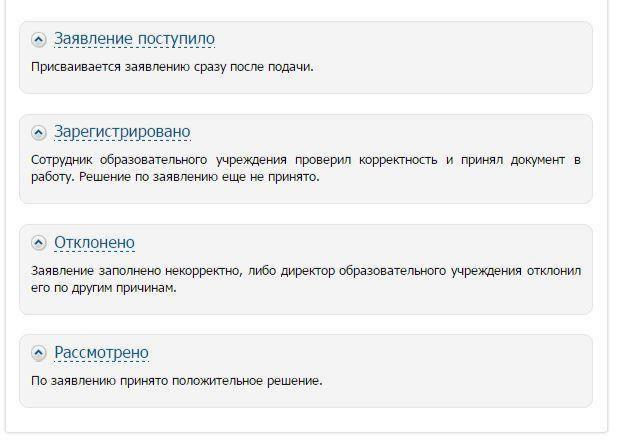 Заявление поступило
Присваивается заявлению сразу после подачи.
Зарегистрировано
Сотрудник образовательного учреждения проверил корректность и принял документ в
работу. Решение по заявлению еще не принято.
Отклонено
Заявление заполнено некорректно, либо директор образовательного учреждения отклонил
его по другим причинам.
Рассмотрено
По заявлению принято положительное решение.